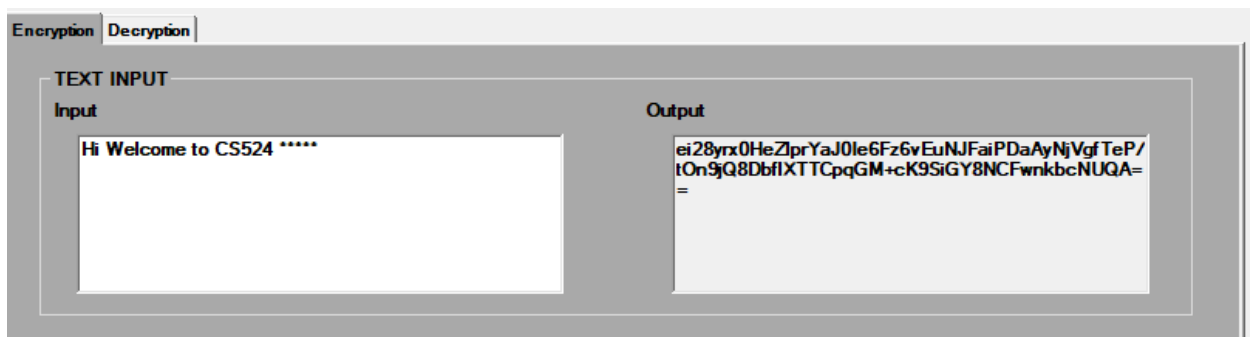 Encryption Decryption
TEXT INPUT
Input
Output
Hi Welcome to CS524 *****
ei28yrx0HeZlprYaJ0le6Fz6vEuNJFaiPDaAyNjVgfTeP/
tOn9jQ8DbflXTTCpqGM+cK9SiGY8NCFwnkbcNUQA=
=